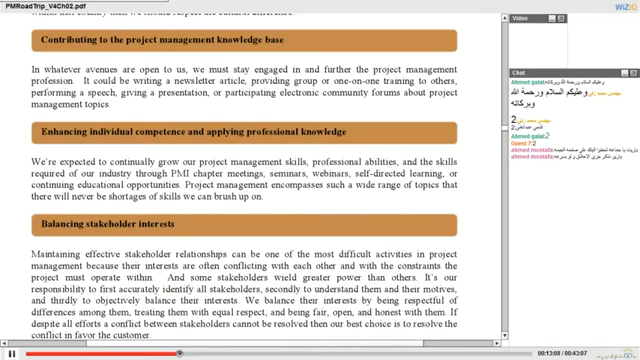 PMRoadTrip_V4Ch02.pdf
WiZiQ
Video
Contributing to the project management knowledge base
In whatever avenues are open to us, we must stay engaged in and further the project management
profession. It could be writing a newsletter article, providing group or one-on-one training to others,
performing a speech, giving a presentation, or participating electronic community forums about project
management topics.
Enhancing individual competence and applying professional knowledge
We're expected to continually grow our project management skills, professional abilities, and the skills
required of our industry through PMI chapter meetings, seminars, webinars, self-directed learning, or
continuing educational opportunities. Project management encompasses such a wide range of topics that
there will never be shortages of skills we can brush up on.
Balancing stakeholder interests
Maintaining effective stakeholder relationships can be one of the most difficult activities in project
management because their interests are often conflicting with each other and with the constraints the
project must operate within. And some stakeholders wield greater power than others. It's our
responsibility to first accurately identify all stakeholders, secondly to understand them and their motives,
and thirdly to objectively balance their interests. We balance their interests by being respectful of
differences among them, treating them with equal respect, and being fair, open, and honest with them. If
despite all efforts a conflict between stakeholders cannot be resolved then our best choice is to resolve the
conflict in favor the customer.
Chat
Ahmed galal: وعليكم السلام ورحمة الله وبركاته
وعليكم السلام ورحمة الله
وبركاته
2
Ahmed galal: 2
Guest 7: 2
ahmed mustafa:
ahmed mustafa:
00:13:08
00:43:07